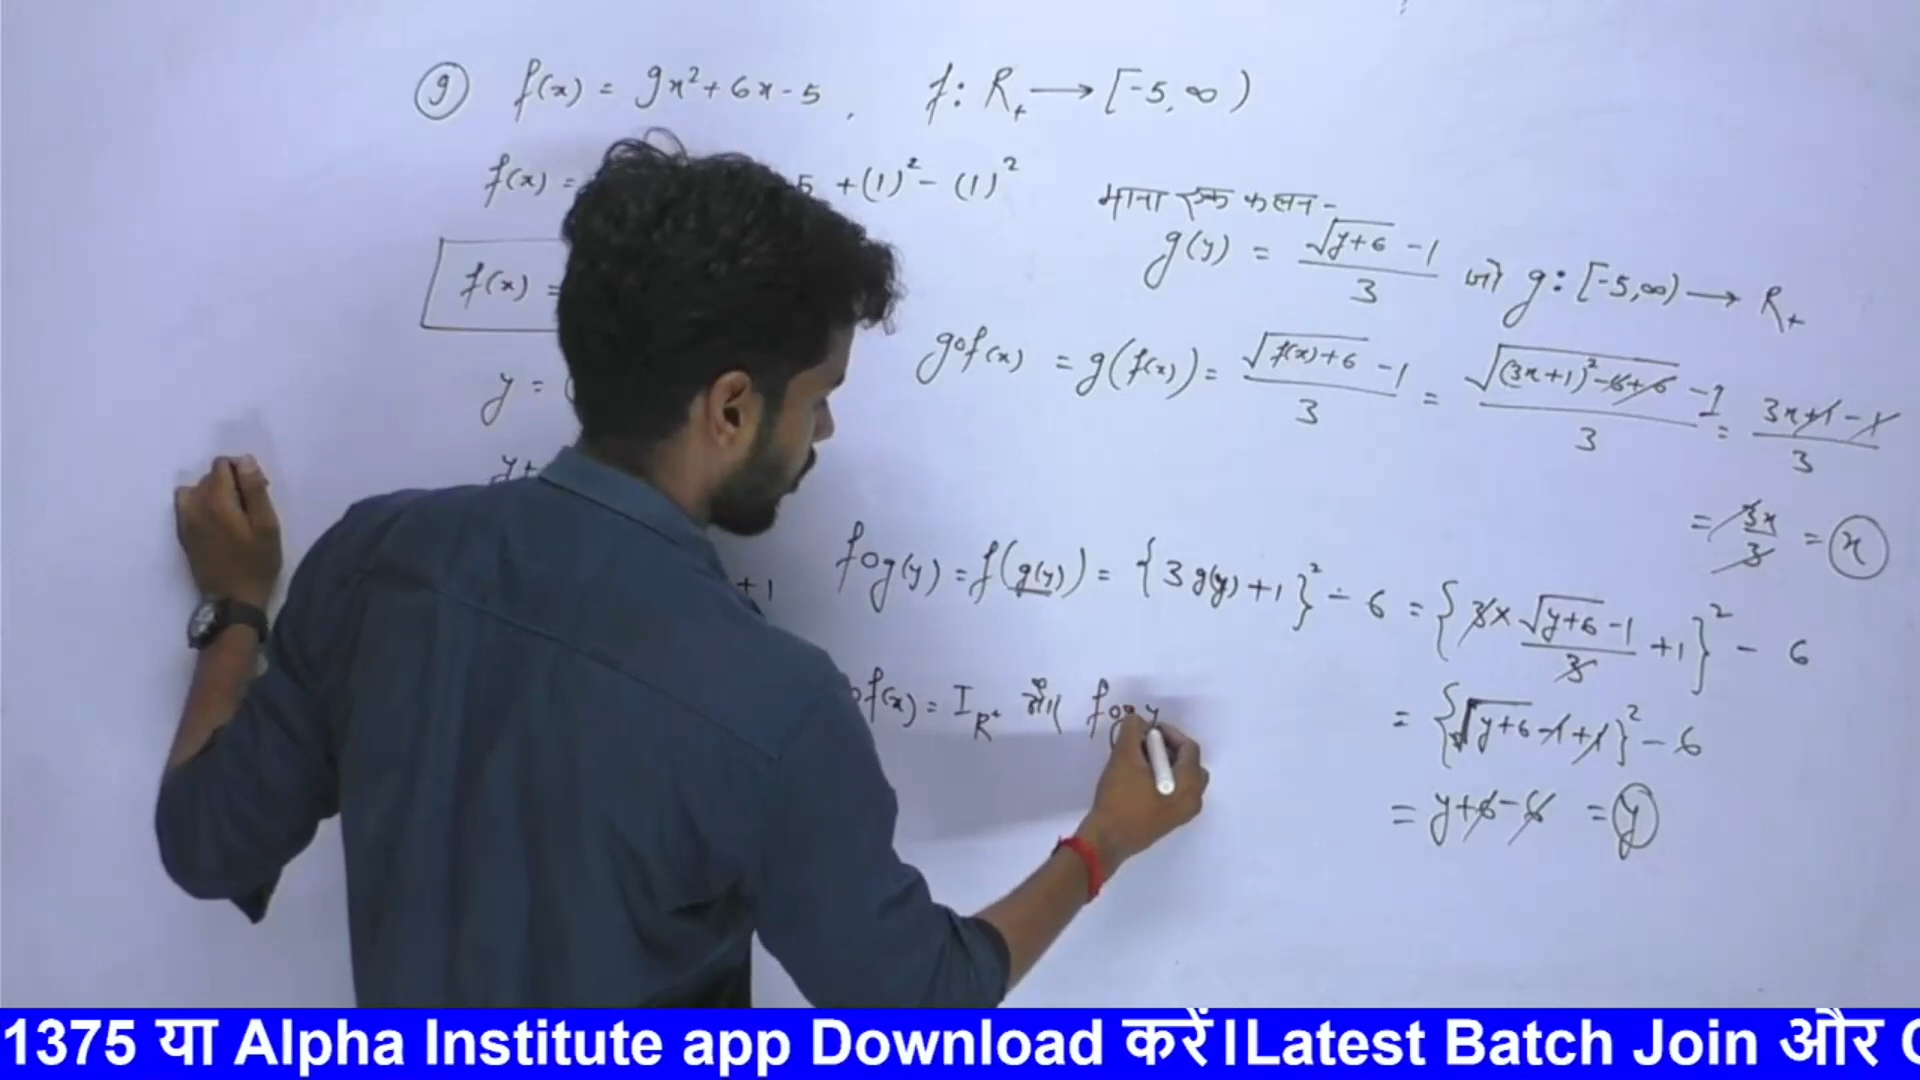 9 f(x) = 9x²+6x-5, f: R₊ → [-5,∞)
f(x) = 5 +(1)²-(1)²
माना एक फलन-
g(y) = (√(y+6) -1)/3 जो g: [-5,∞) → R₊
f(x) =
gof(x) = g(f(x)) = (√(f(x)+6) -1)/3 = (√((3x+1)²-6+6) -1)/3 = (3x+1-1)/3
y =
y+
= 3x/3 = x
+1
fog(y) = f(g(y)) = {3g(y)+1}² - 6 = {3×(√(y+6) -1)/3 +1}² - 6
of(x) = I_R+ और fog y
= {√(y+6) -1+1}² - 6
= y+6-6 = y
1375 या Alpha Institute app Download करें।Latest Batch Join और